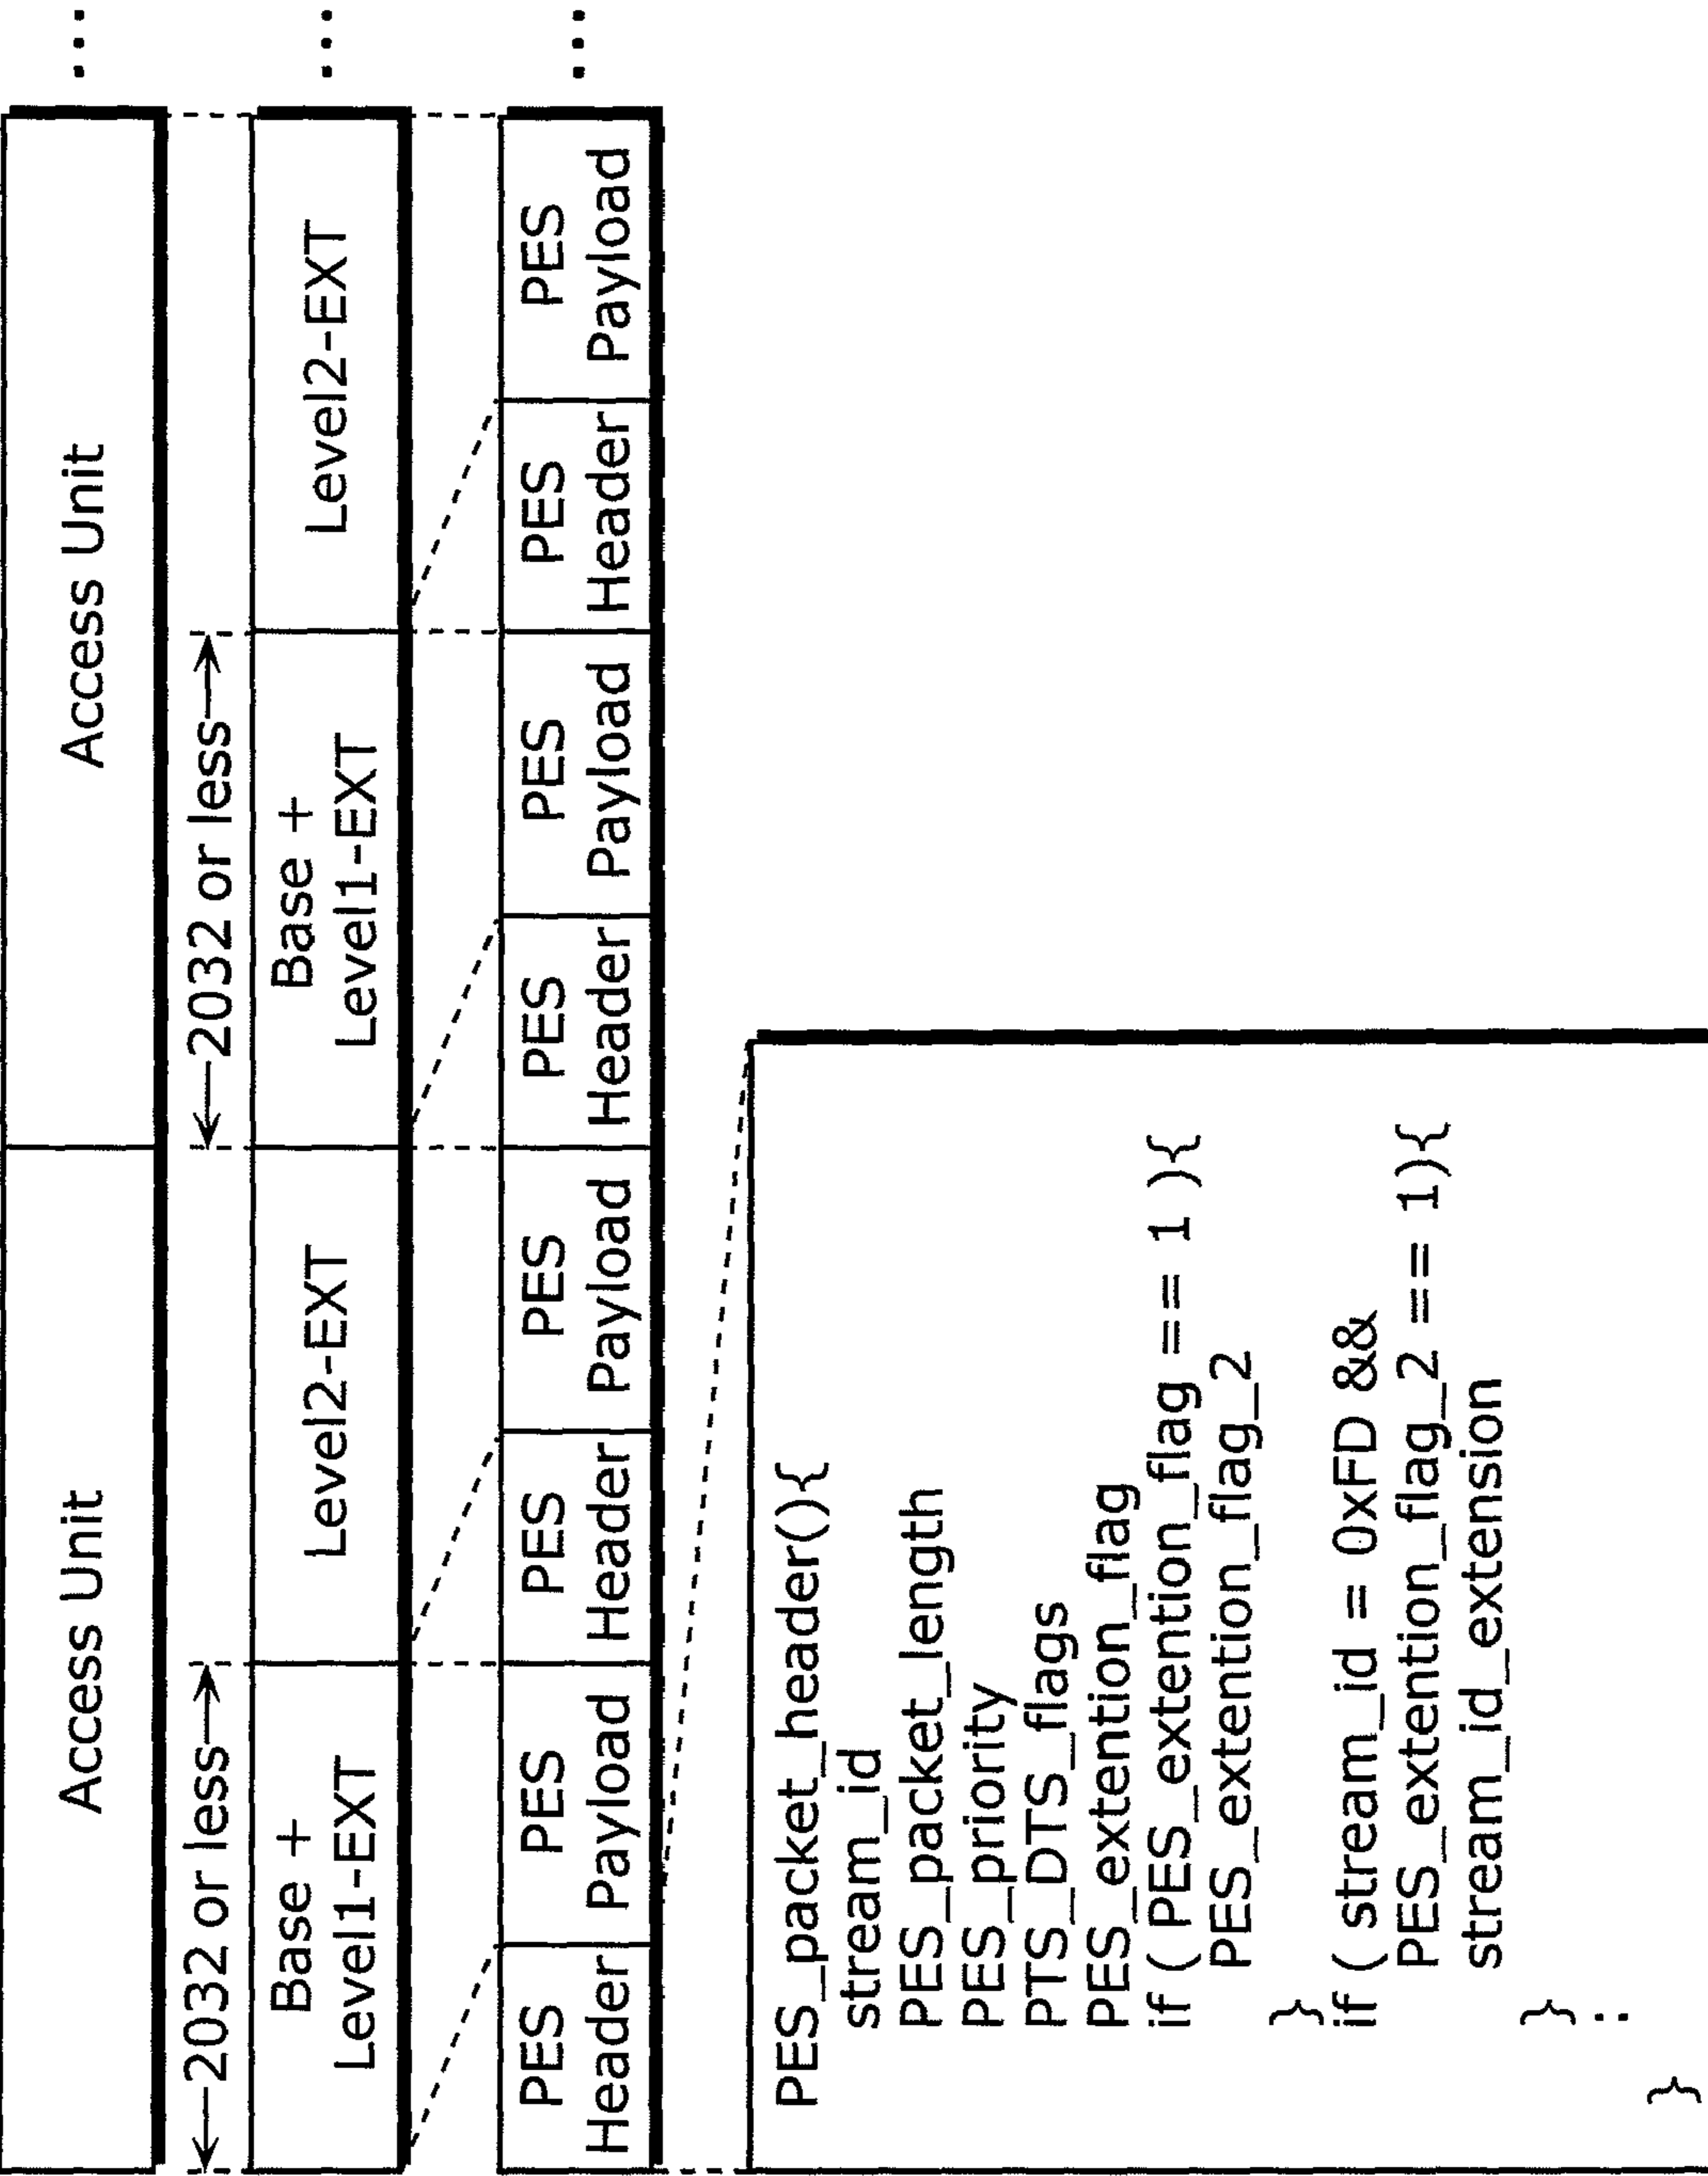 Access Unit
Access Unit
...
2032 or less
2032 or less
Base +
Level1-EXT
Level2-EXT
Base +
Level1-EXT
Level2-EXT
...
PES
Header
PES
Payload
PES
Header
PES
Payload
PES
Header
PES
Payload
PES
Header
PES
Payload
...
PES_packet_header(){
stream_id
PES_packet_length
PES_priority
PTS_DTS_flags
PES_extention_flag
if ( PES_extention_flag == 1 ){
PES_extention_flag_2
}
if ( stream_id = 0xFD &&
PES_extention_flag_2 == 1){
stream_id_extension
}
:
}